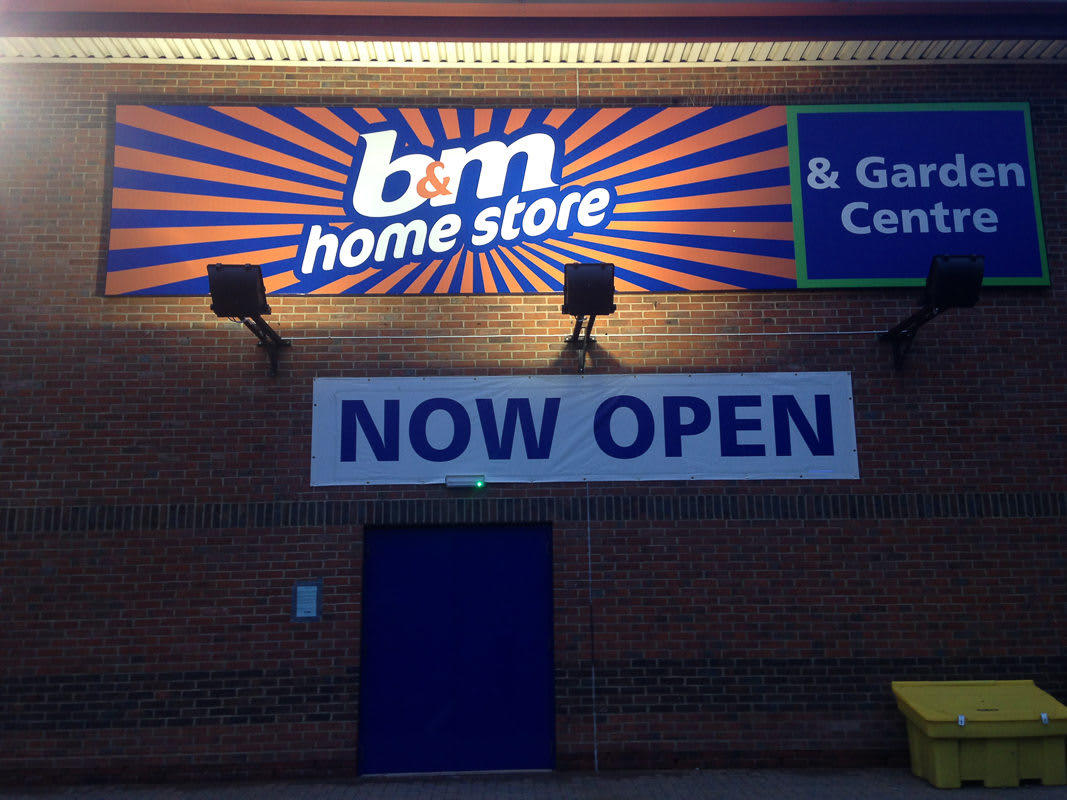 b&m
home store
& Garden
Centre
NOW OPEN